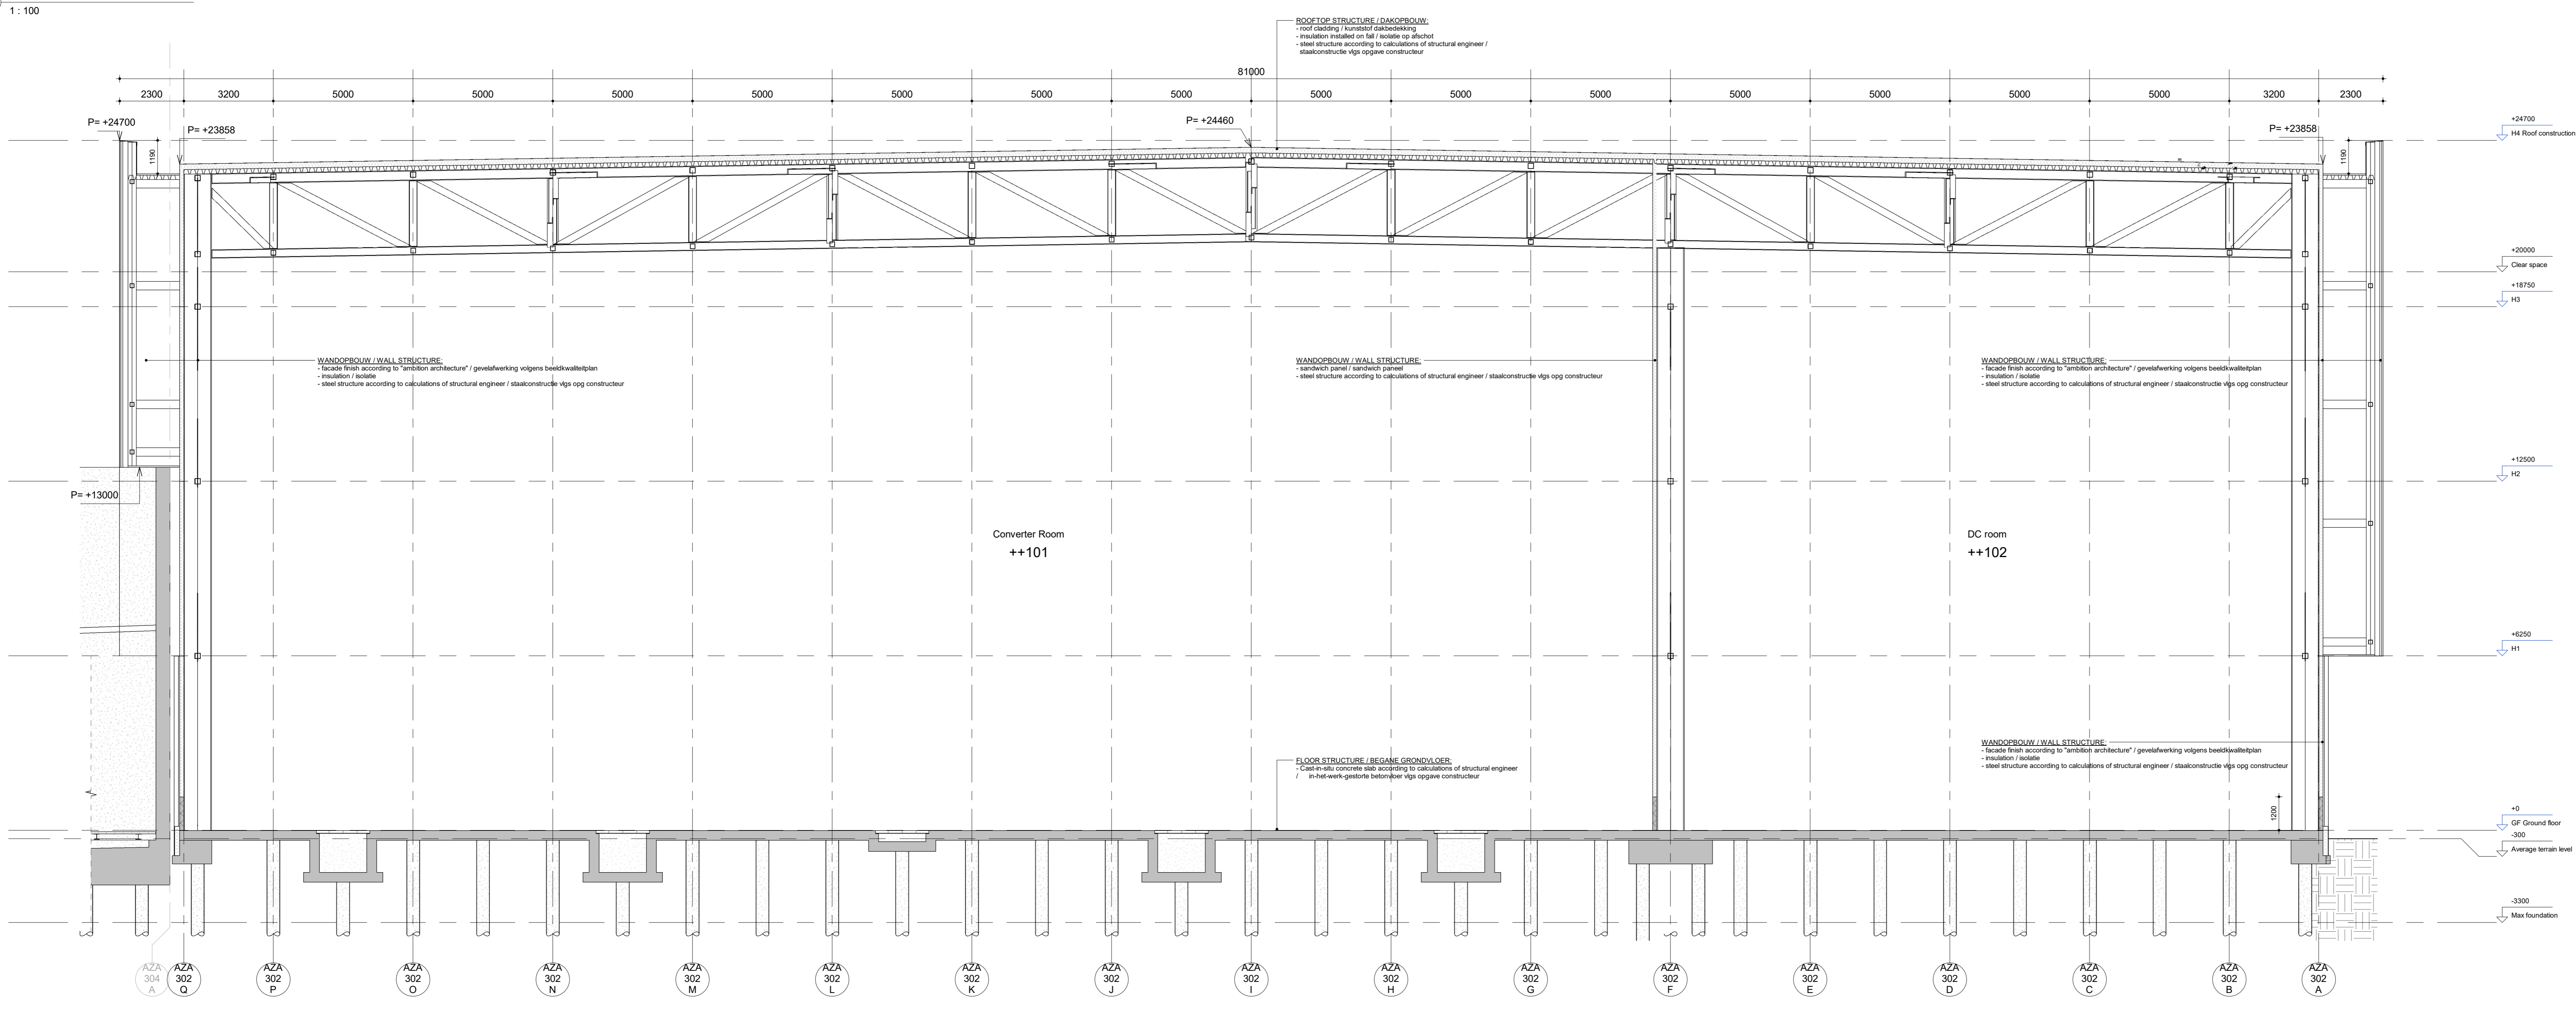 1 : 100
ROOFTOP STRUCTURE / DAKOPBOUW:
- roof cladding / kunststof dakbedekking
- insulation installed on fall / isolatie op afschot
- steel structure according to calculations of structural engineer /
staalconstructie vlgs opgave constructeur
81000
2300 3200 5000 5000 5000 5000 5000 5000 5000 5000 5000 5000 5000 5000 5000 5000 3200 2300
P= +24700
P= +23858
P= +24460
P= +23858
1190
1190
+24700
H4 Roof construction
+20000
Clear space
+18750
H3
WANDOPBOUW / WALL STRUCTURE:
- facade finish according to "ambition architecture" / gevelafwerking volgens beeldkwaliteitplan
- insulation / isolatie
- steel structure according to calculations of structural engineer / staalconstructie vlgs opg constructeur
WANDOPBOUW / WALL STRUCTURE:
- sandwich panel / sandwich paneel
- steel structure according to calculations of structural engineer / staalconstructie vlgs opg constructeur
WANDOPBOUW / WALL STRUCTURE:
- facade finish according to "ambition architecture" / gevelafwerking volgens beeldkwaliteitplan
- insulation / isolatie
- steel structure according to calculations of structural engineer / staalconstructie vlgs opg constructeur
P= +13000
+12500
H2
Converter Room
++101
DC room
++102
+6250
H1
WANDOPBOUW / WALL STRUCTURE:
- facade finish according to "ambition architecture" / gevelafwerking volgens beeldkwaliteitplan
- insulation / isolatie
- steel structure according to calculations of structural engineer / staalconstructie vlgs opg constructeur
FLOOR STRUCTURE / BEGANE GRONDVLOER:
- Cast-in-situ concrete slab according to calculations of structural engineer
/ in-het-werk-gestorte betonvloer vlgs opgave constructeur
1200
+0
GF Ground floor
-300
Average terrain level
-3300
Max foundation
AZA
304
A
AZA
302
Q
AZA
302
P
AZA
302
O
AZA
302
N
AZA
302
M
AZA
302
L
AZA
302
K
AZA
302
J
AZA
302
I
AZA
302
H
AZA
302
G
AZA
302
F
AZA
302
E
AZA
302
D
AZA
302
C
AZA
302
B
AZA
302
A